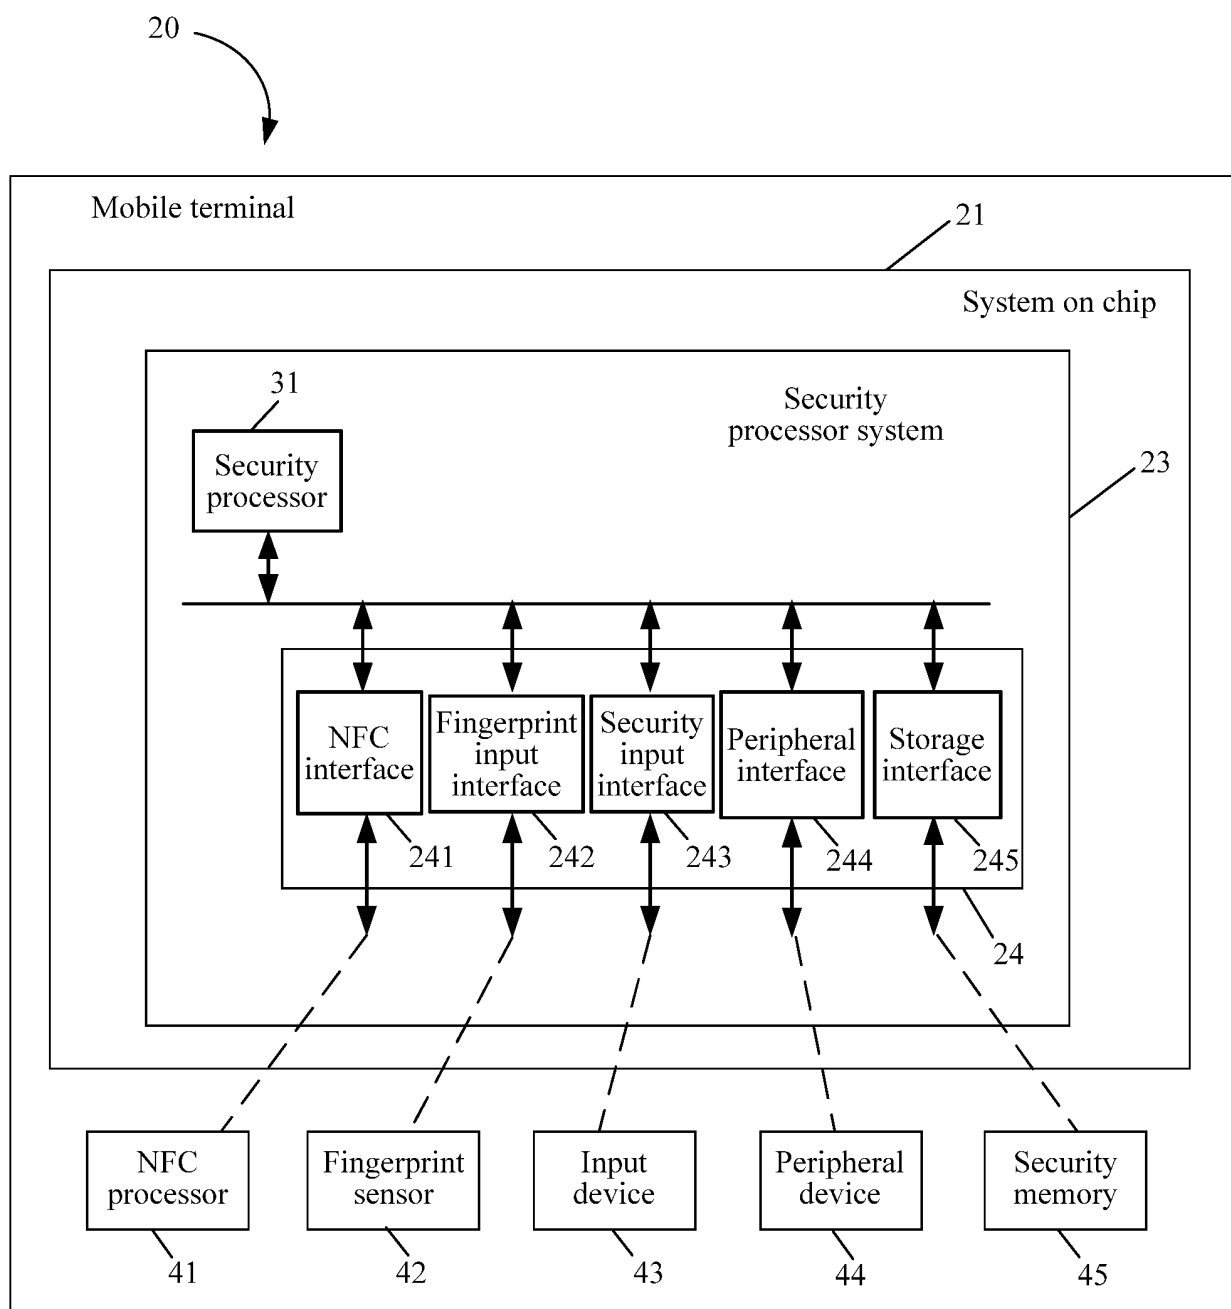 20
Mobile terminal
21
System on chip
31
Security
processor system
Security
processor
23
NFC
interface
Fingerprint
input
interface
Security
input
interface
Peripheral
interface
Storage
interface
241
242
243
244
245
24
NFC
processor
Fingerprint
sensor
Input
device
Peripheral
device
Security
memory
41
42
43
44
45